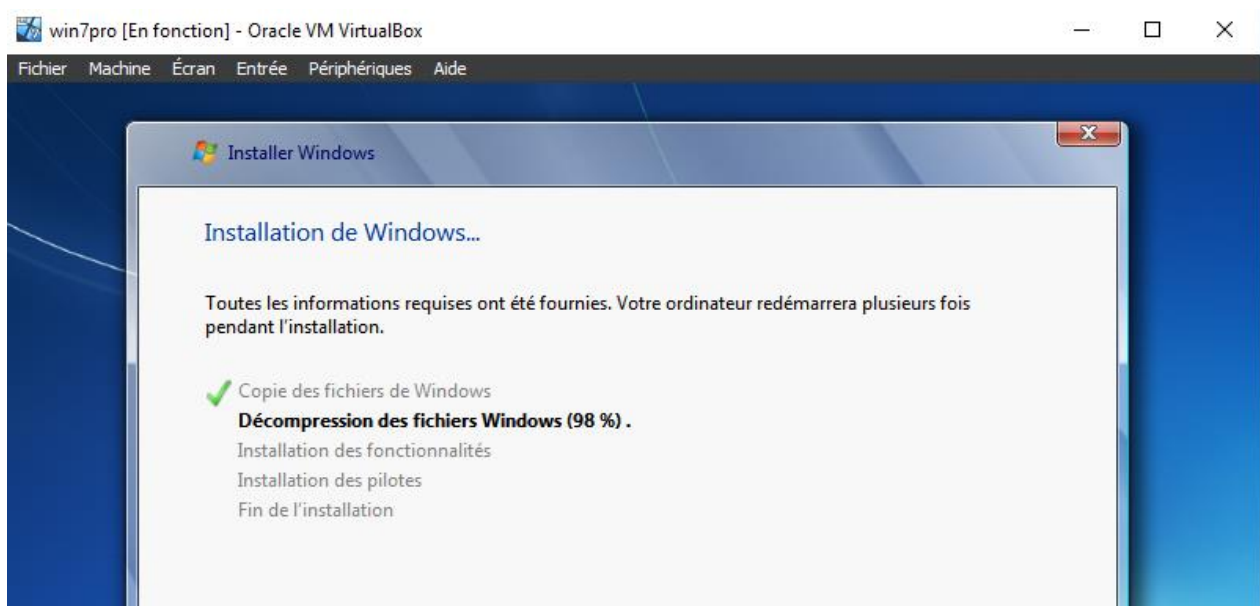 win7pro [En fonction] - Oracle VM VirtualBox
Fichier Machine Écran Entrée Périphériques Aide
Installer Windows
Installation de Windows...
Toutes les informations requises ont été fournies. Votre ordinateur redémarrera plusieurs fois
pendant l'installation.
Copie des fichiers de Windows
Décompression des fichiers Windows (98 %) .
Installation des fonctionnalités
Installation des pilotes
Fin de l'installation